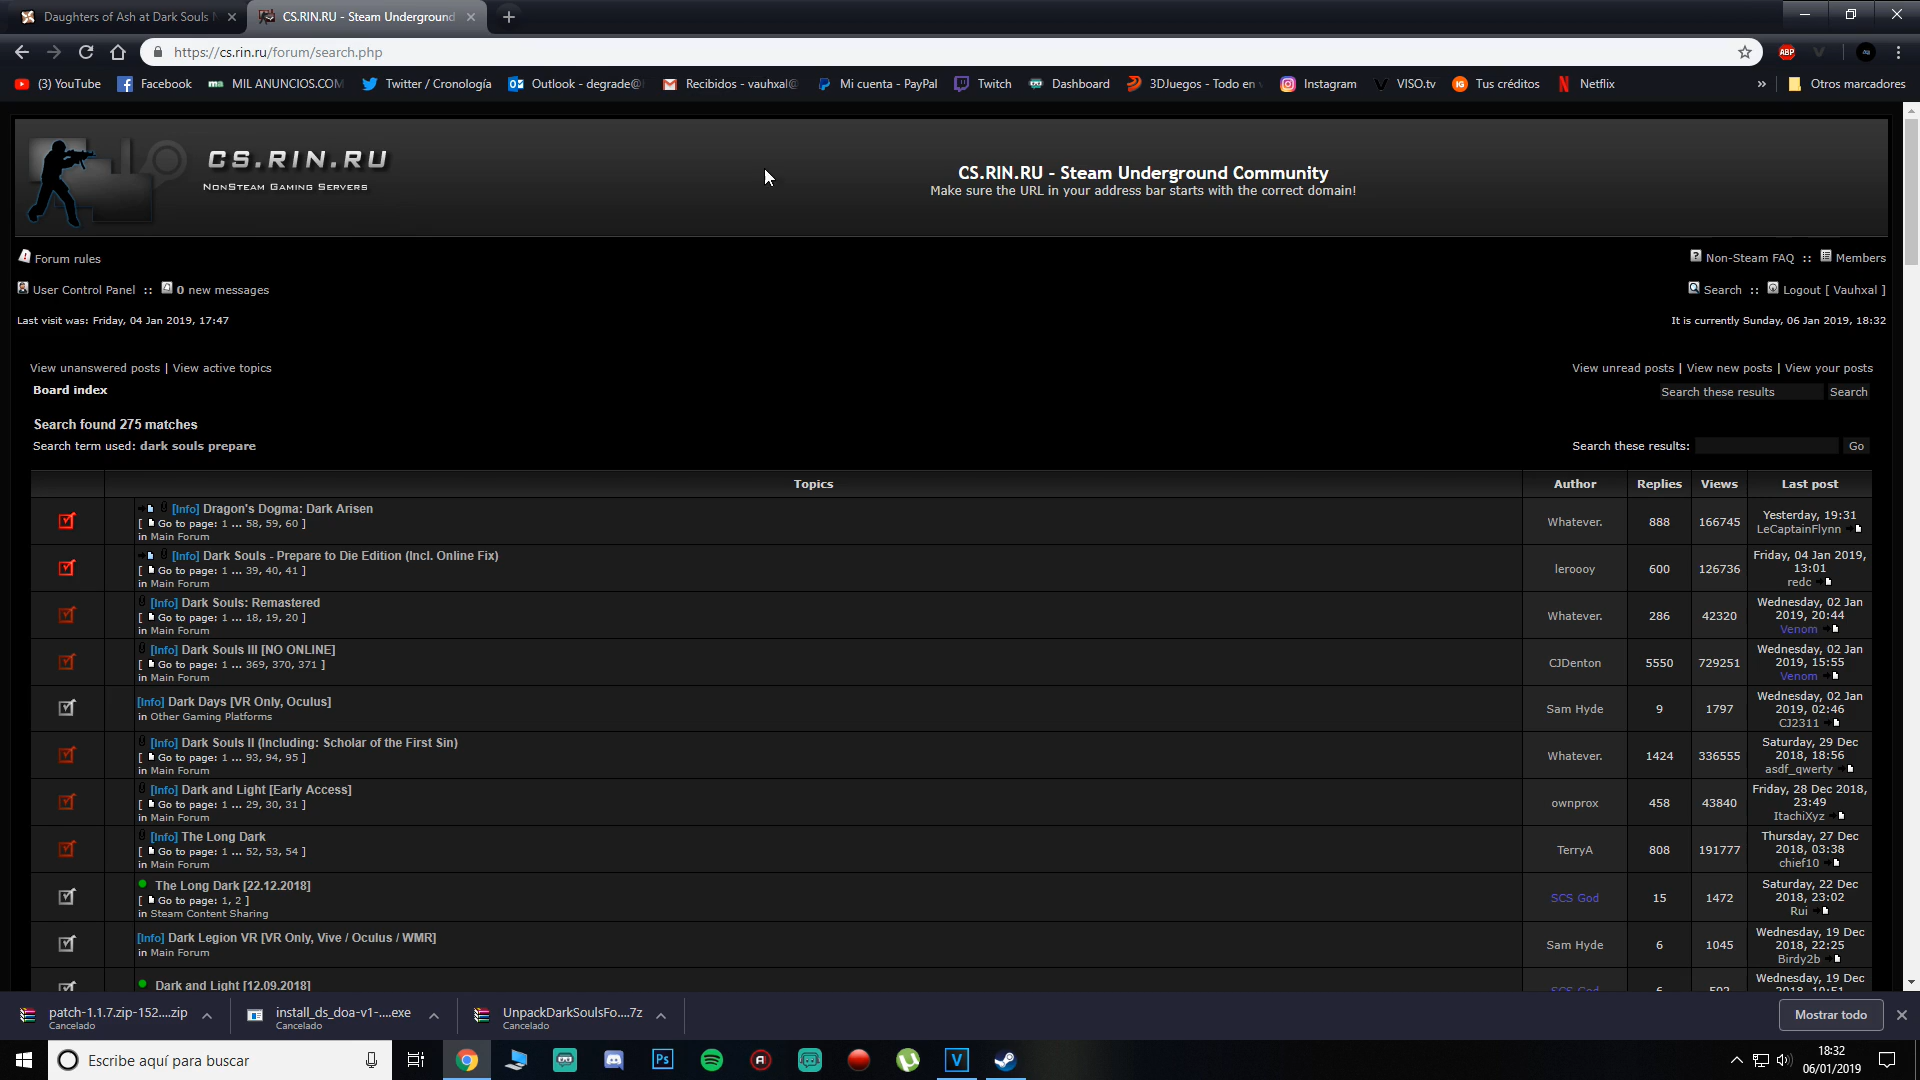 Daughters of Ash at Dark Souls
CS.RIN.RU - Steam Underground
https://cs.rin.ru/forum/search.php
ABP
(3) YouTube
Facebook
MIL ANUNCIOS.COM
Twitter / Cronología
Outlook - degrade@
Recibidos - vauhxal@
Mi cuenta - PayPal
Twitch
Dashboard
3DJuegos - Todo en
Instagram
VISO.tv
Tus créditos
Netflix
»
Otros marcadores
CS.RIN.RU
NonSteam Gaming Servers
CS.RIN.RU - Steam Underground Community
Make sure the URL in your address bar starts with the correct domain!
Forum rules
Non-Steam FAQ :: Members
User Control Panel :: 0 new messages
Search :: Logout [ Vauhxal ]
Last visit was: Friday, 04 Jan 2019, 17:47
It is currently Sunday, 06 Jan 2019, 18:32
View unanswered posts | View active topics
View unread posts | View new posts | View your posts
Board index
Search these results Search
Search found 275 matches
Search term used: dark souls prepare
Search these results: Go
Topics Author Replies Views Last post
[Info] Dragon's Dogma: Dark Arisen
[ Go to page: 1 ... 58, 59, 60 ]
in Main Forum
Whatever. 888 166745
Yesterday, 19:31
LeCaptainFlynn
[Info] Dark Souls - Prepare to Die Edition (Incl. Online Fix)
[ Go to page: 1 ... 39, 40, 41 ]
in Main Forum
leroooy 600 126736
Friday, 04 Jan 2019,
13:01
redc
[Info] Dark Souls: Remastered
[ Go to page: 1 ... 18, 19, 20 ]
in Main Forum
Whatever. 286 42320
Wednesday, 02 Jan
2019, 20:44
Venom
[Info] Dark Souls III [NO ONLINE]
[ Go to page: 1 ... 369, 370, 371 ]
in Main Forum
CJDenton 5550 729251
Wednesday, 02 Jan
2019, 15:55
Venom
[Info] Dark Days [VR Only, Oculus]
in Other Gaming Platforms
Sam Hyde 9 1797
Wednesday, 02 Jan
2019, 02:46
CJ2311
[Info] Dark Souls II (Including: Scholar of the First Sin)
[ Go to page: 1 ... 93, 94, 95 ]
in Main Forum
Whatever. 1424 336555
Saturday, 29 Dec
2018, 18:56
asdf_qwerty
[Info] Dark and Light [Early Access]
[ Go to page: 1 ... 29, 30, 31 ]
in Main Forum
ownprox 458 43840
Friday, 28 Dec 2018,
23:49
ItachiXyz
[Info] The Long Dark
[ Go to page: 1 ... 52, 53, 54 ]
in Main Forum
TerryA 808 191777
Thursday, 27 Dec
2018, 03:38
chief10
The Long Dark [22.12.2018]
[ Go to page: 1, 2 ]
in Steam Content Sharing
SCS God 15 1472
Saturday, 22 Dec
2018, 23:02
Rui
[Info] Dark Legion VR [VR Only, Vive / Oculus / WMR]
in Main Forum
Sam Hyde 6 1045
Wednesday, 19 Dec
2018, 22:25
Birdy2b
Dark and Light [12.09.2018]
SCS God
Wednesday, 19 Dec
patch-1.1.7.zip-152....zip
Cancelado
install_ds_doa-v1-....exe
Cancelado
UnpackDarkSoulsFo....7z
Cancelado
Mostrar todo
Escribe aquí para buscar
Ps
V
18:32
06/01/2019